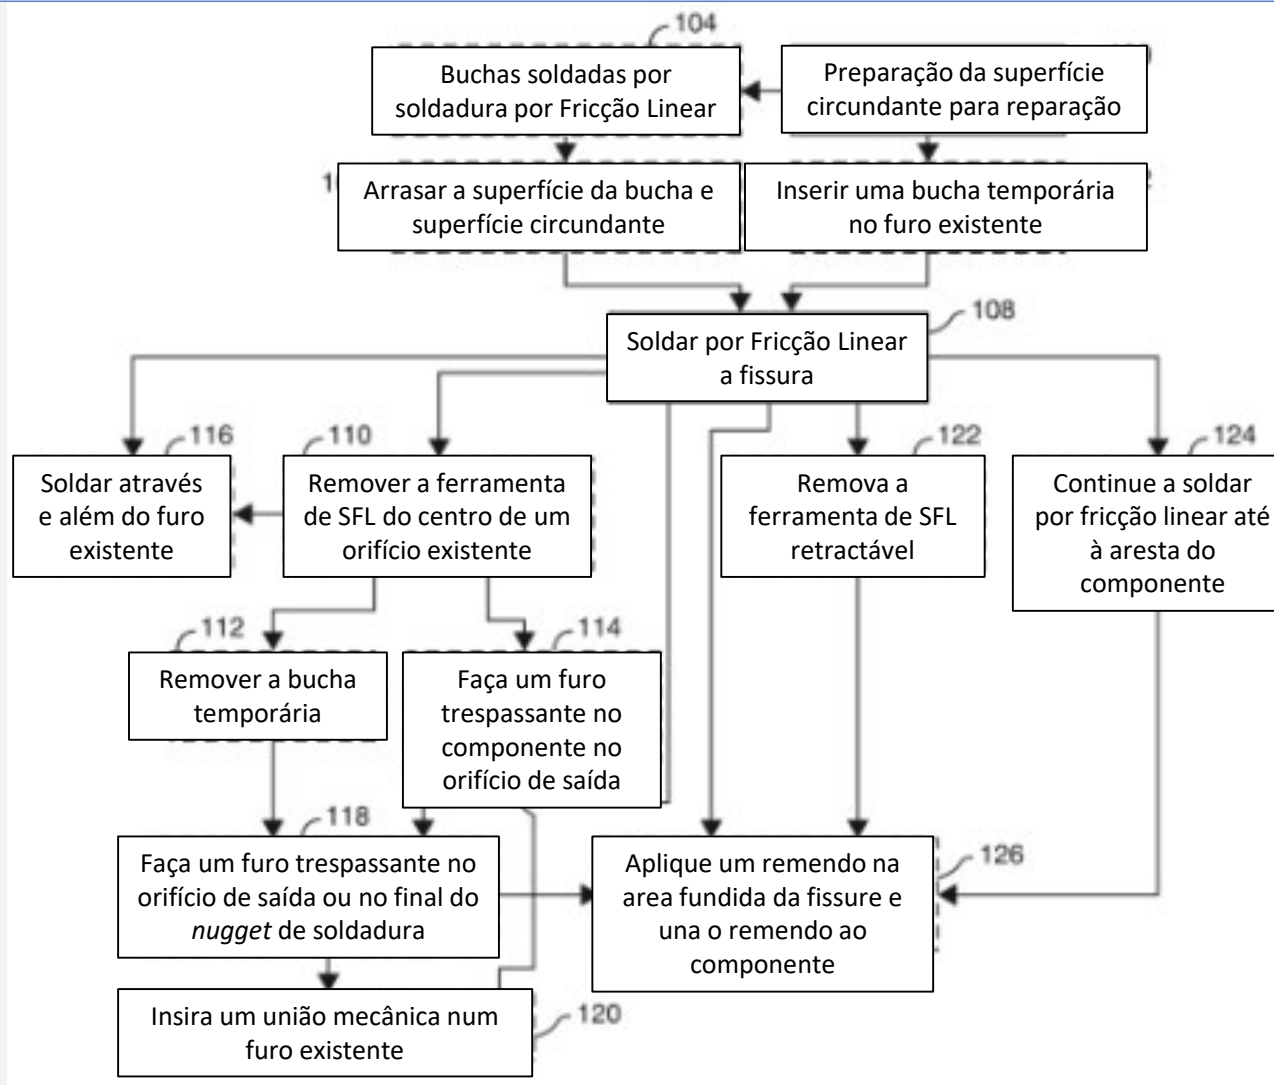 104
Buchas soldadas por
soldadura por Fricção Linear
Preparação da superfície
circundante para reparação
Arrasar a superfície da bucha e
superfície circundante
Inserir uma bucha temporária
no furo existente
108
Soldar por Fricção Linear
a fissura
116
110
122
124
Soldar através
e além do furo
existente
Remover a ferramenta
de SFL do centro de um
orifício existente
Remova a
ferramenta de SFL
retractável
Continue a soldar
por fricção linear até
à aresta do
componente
112
114
Remover a bucha
temporária
Faça um furo
trespassante no
componente no
orifício de saída
118
Faça um furo trespassante no
orifício de saída ou no final do
nugget de soldadura
Aplique um remendo na
area fundida da fissure e
una o remendo ao
componente
126
Insira um união mecânica num
furo existente
120